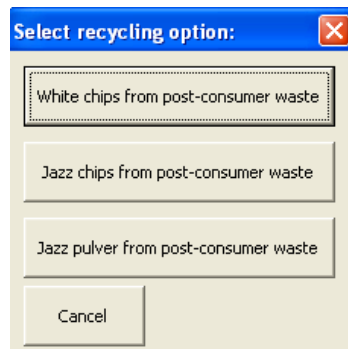 Select recycling option:
White chips from post-consumer waste
Jazz chips from post-consumer waste
Jazz pulver from post-consumer waste
Cancel